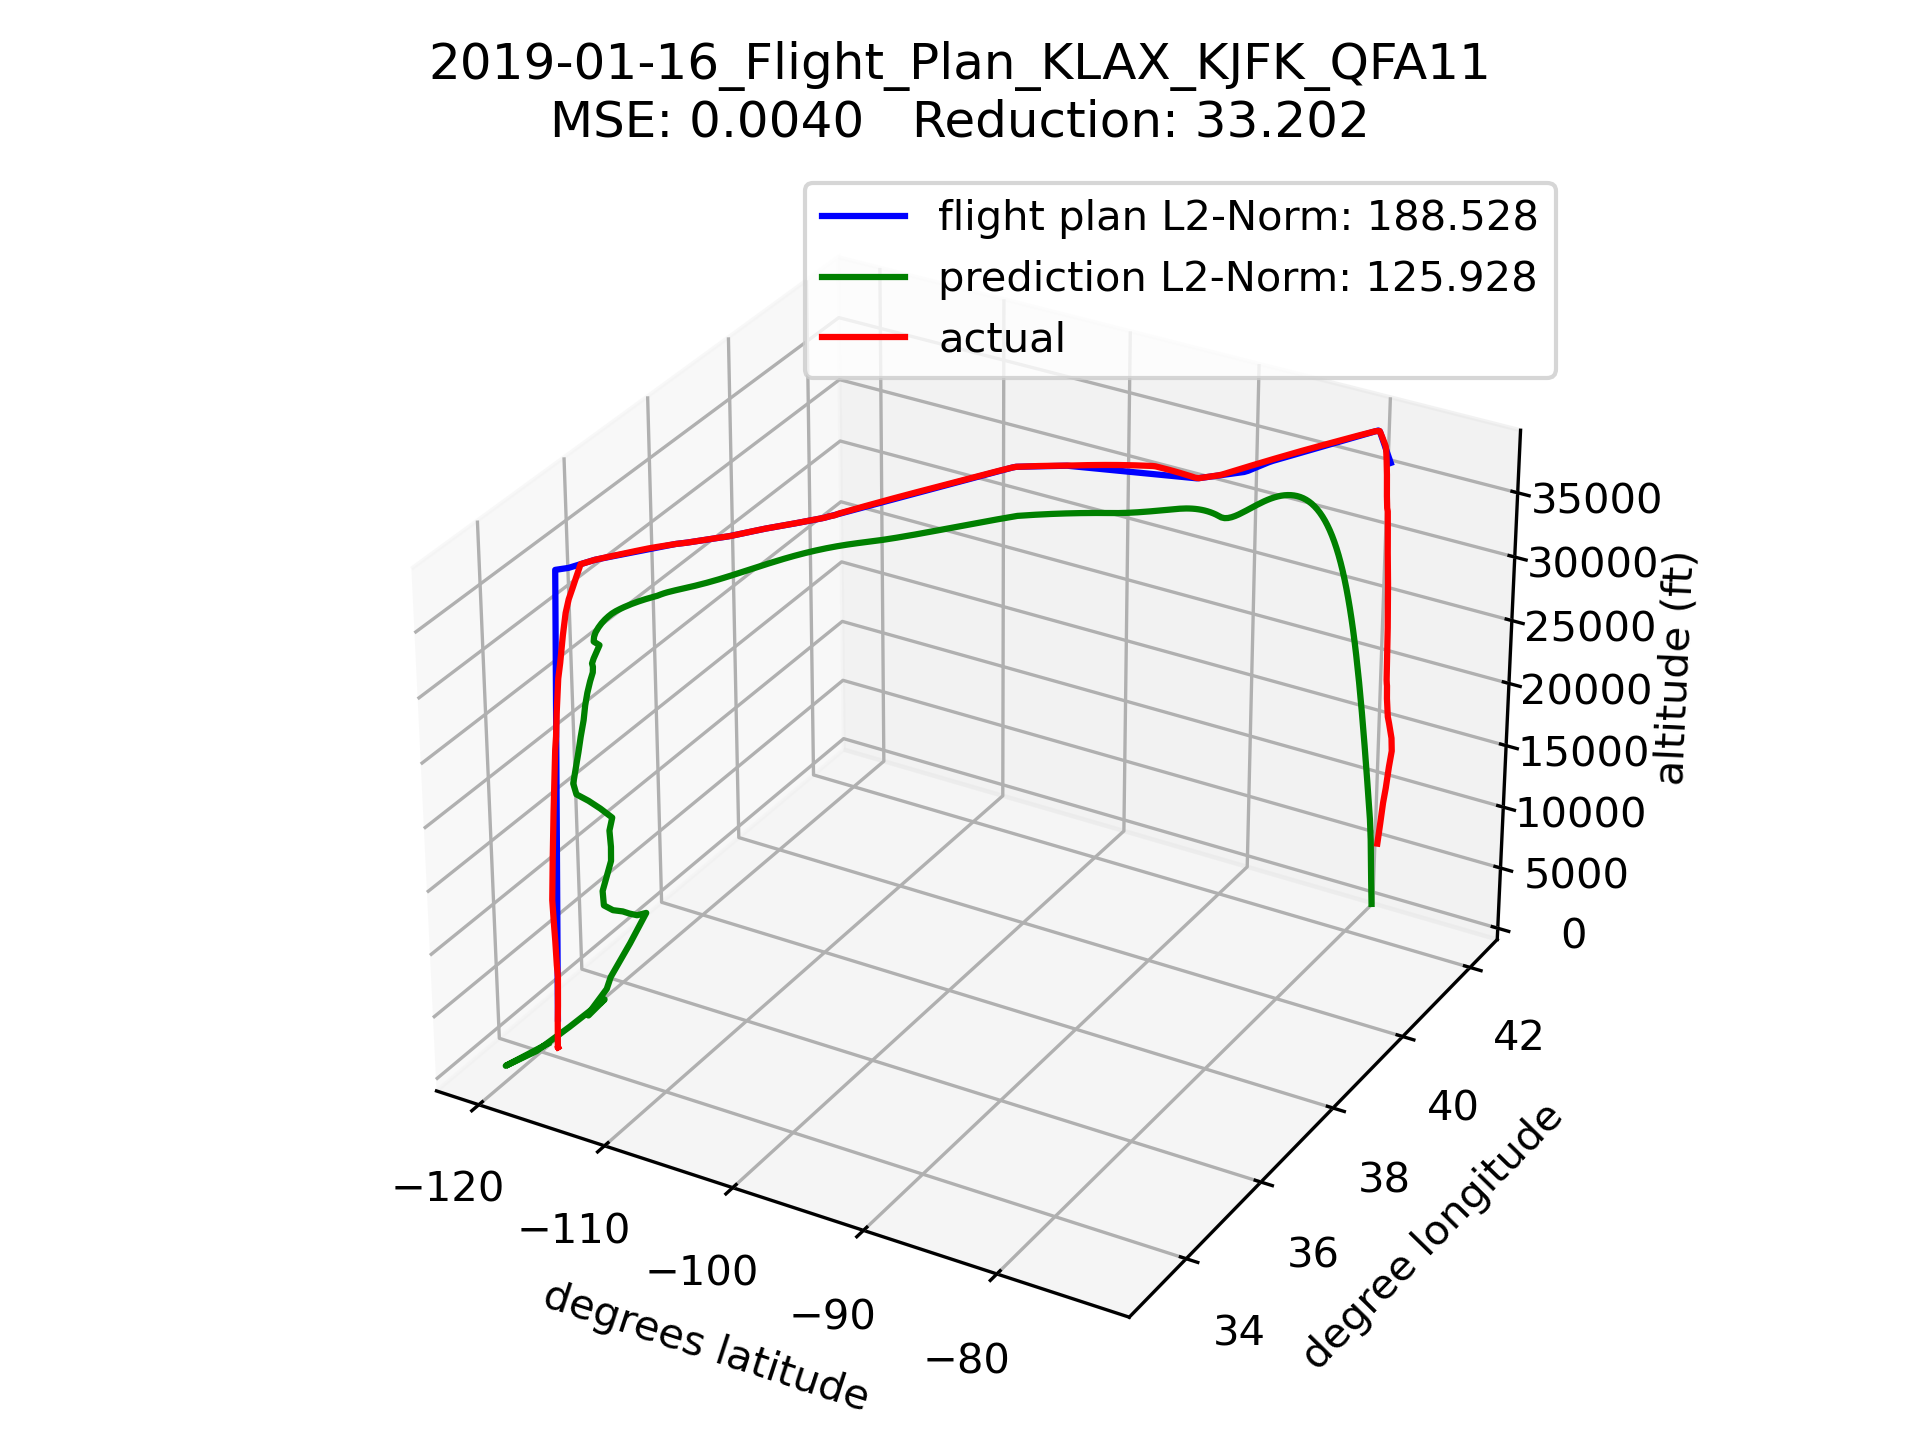 2019-01-16_Flight_Plan_KLAX_KJFK_QFA11
MSE: 0.0040   Reduction: 33.202
flight plan L2-Norm: 188.528
prediction L2-Norm: 125.928
actual
35000
30000
25000
20000
15000
10000
5000
0
altitude (ft)
42
40
38
36
34
degree longitude
−120
−110
−100
−90
−80
degrees latitude